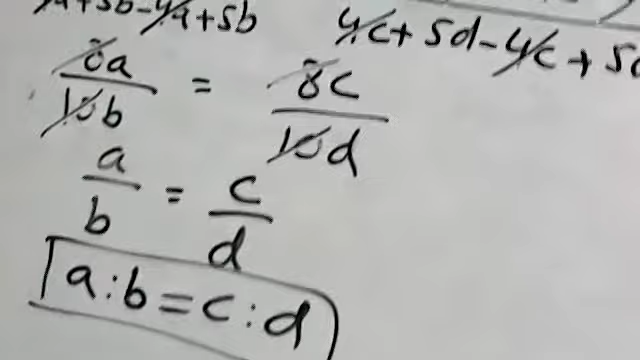 4a + 5b - 4a + 5b 4c + 5d - 4c + 5d
8a/10b = 8c/10d
a/b = c/d
a : b = c : d